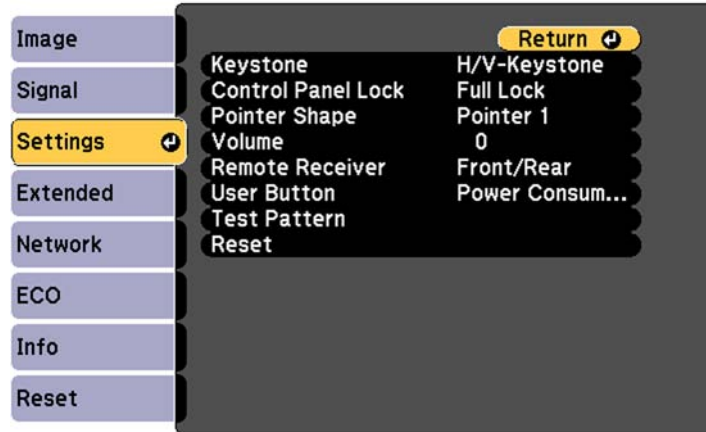 Image
Signal
Settings
Extended
Network
ECO
Info
Reset
Return
Keystone H/V-Keystone
Control Panel Lock Full Lock
Pointer Shape Pointer 1
Volume 0
Remote Receiver Front/Rear
User Button Power Consum...
Test Pattern
Reset